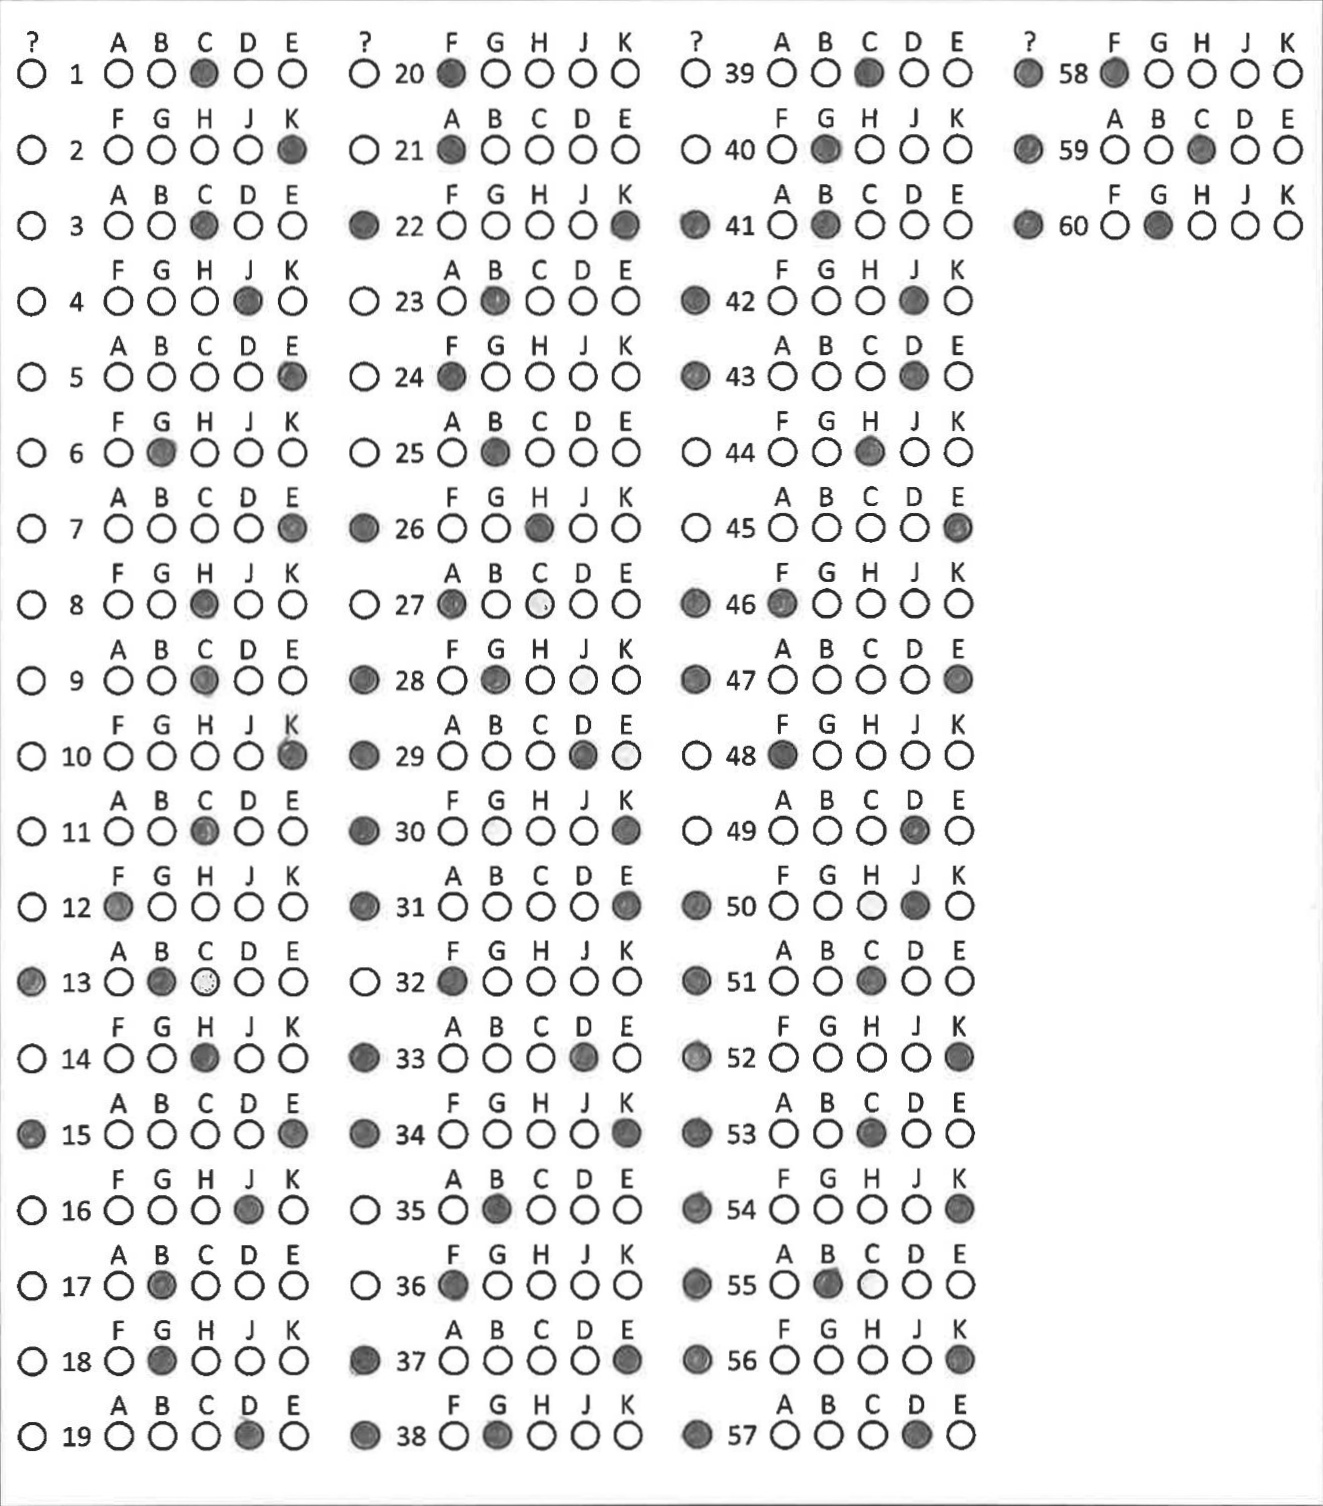 ? A B C D E
1
F G H J K
2
A B C D E
3
F G H J K
4
A B C D E
5
F G H J K
6
A B C D E
7
F G H J K
8
A B C D E
9
F G H J K
10
A B C D E
11
F G H J K
12
A B C D E
13
F G H J K
14
A B C D E
15
F G H J K
16
A B C D E
17
F G H J K
18
A B C D E
19
? F G H J K
20
A B C D E
21
F G H J K
22
A B C D E
23
F G H J K
24
A B C D E
25
F G H J K
26
A B C D E
27
F G H J K
28
A B C D E
29
F G H J K
30
A B C D E
31
F G H J K
32
A B C D E
33
F G H J K
34
A B C D E
35
F G H J K
36
A B C D E
37
F G H J K
38
? A B C D E
39
F G H J K
40
A B C D E
41
F G H J K
42
A B C D E
43
F G H J K
44
A B C D E
45
F G H J K
46
A B C D E
47
F G H J K
48
A B C D E
49
F G H J K
50
A B C D E
51
F G H J K
52
A B C D E
53
F G H J K
54
A B C D E
55
F G H J K
56
A B C D E
57
? F G H J K
58
A B C D E
59
F G H J K
60